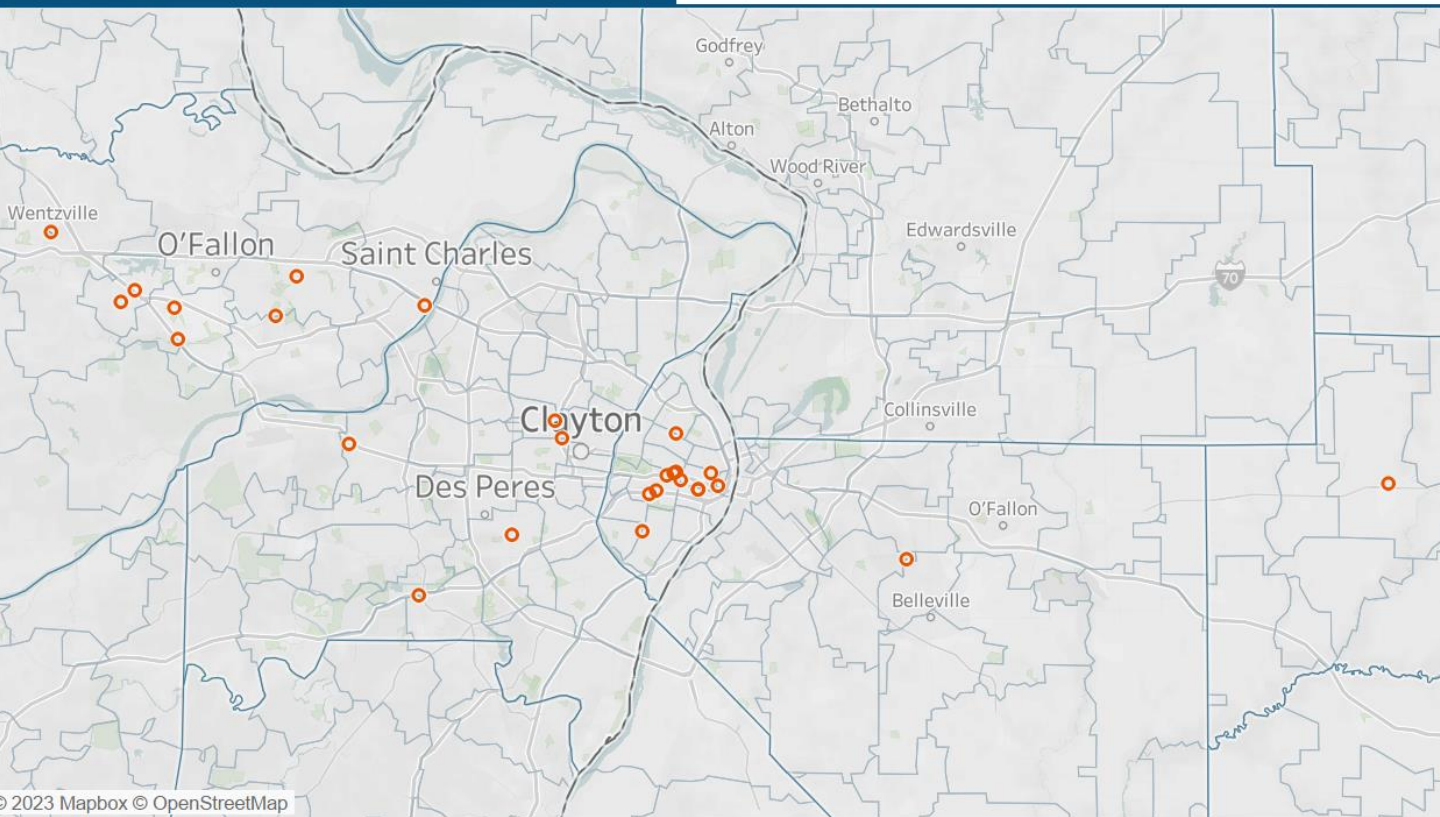 Godfrey
Bethalto
Alton
Wood River
Wentzville
Edwardsville
O'Fallon
Saint Charles
70
Collinsville
Clayton
Des Peres
O'Fallon
Belleville
© 2023 Mapbox © OpenStreetMap